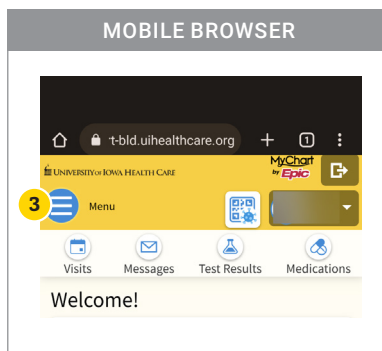 MOBILE BROWSER
t-bld.uihealthcare.org
1
UNIVERSITY OF IOWA HEALTH CARE
MyChart
by Epic
3
Menu
Visits
Messages
Test Results
Medications
Welcome!